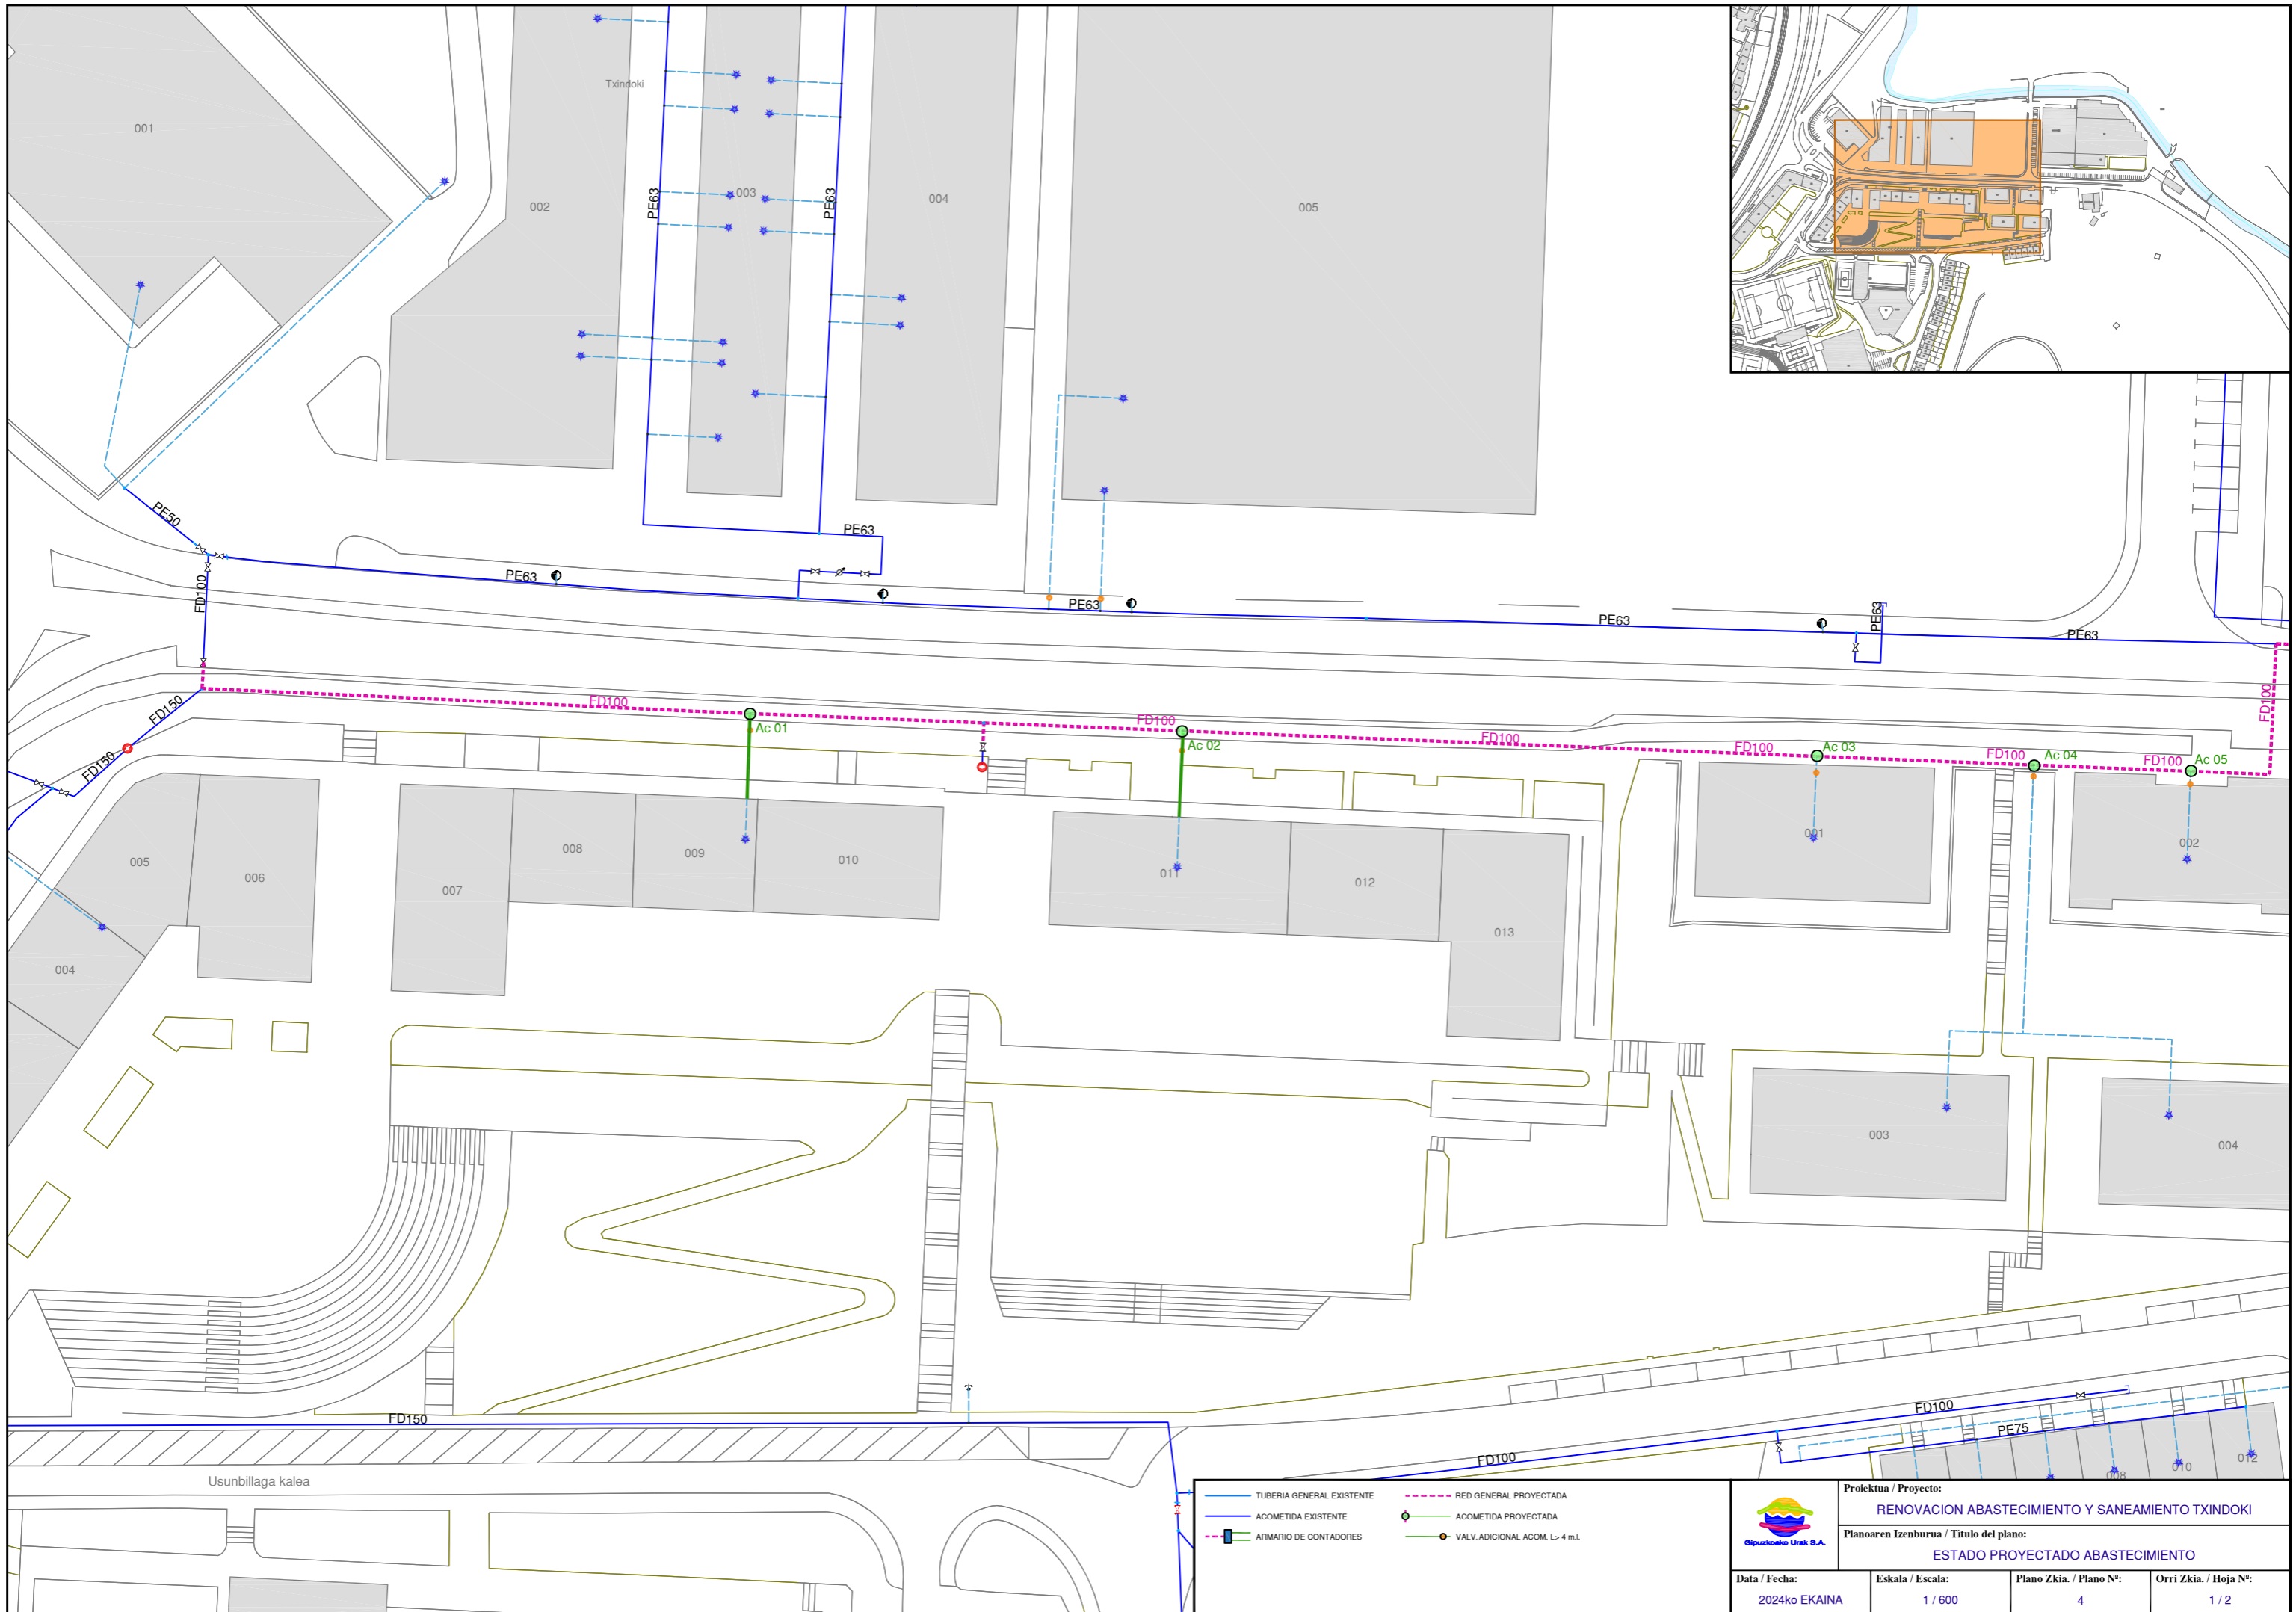 001
Txindoki
002
003
004
005
PE63
PE63
PE50
PE63
FD100
PE63
PE63
PE63
PE63
PE63
FD150
FD150
FD100
FD100
FD100
FD100
FD100
FD100
FD100
Ac 01
Ac 02
Ac 03
Ac 04
Ac 05
005
006
004
007
008
009
010
011
012
013
001
002
003
004
FD150
Usunbillaga kalea
FD100
FD100
PE75
008
010
012
TUBERIA GENERAL EXISTENTE
ACOMETIDA EXISTENTE
ARMARIO DE CONTADORES
RED GENERAL PROYECTADA
ACOMETIDA PROYECTADA
VALV. ADICIONAL ACOM. L> 4 m.l.
Gipuzkoako Urak S.A.
Proiektua / Proyecto:
RENOVACION ABASTECIMIENTO Y SANEAMIENTO TXINDOKI
Planoaren Izenburua / Titulo del plano:
ESTADO PROYECTADO ABASTECIMIENTO
Data / Fecha:
2024ko EKAINA
Eskala / Escala:
1 / 600
Plano Zkia. / Plano Nº:
4
Orri Zkia. / Hoja Nº:
1 / 2